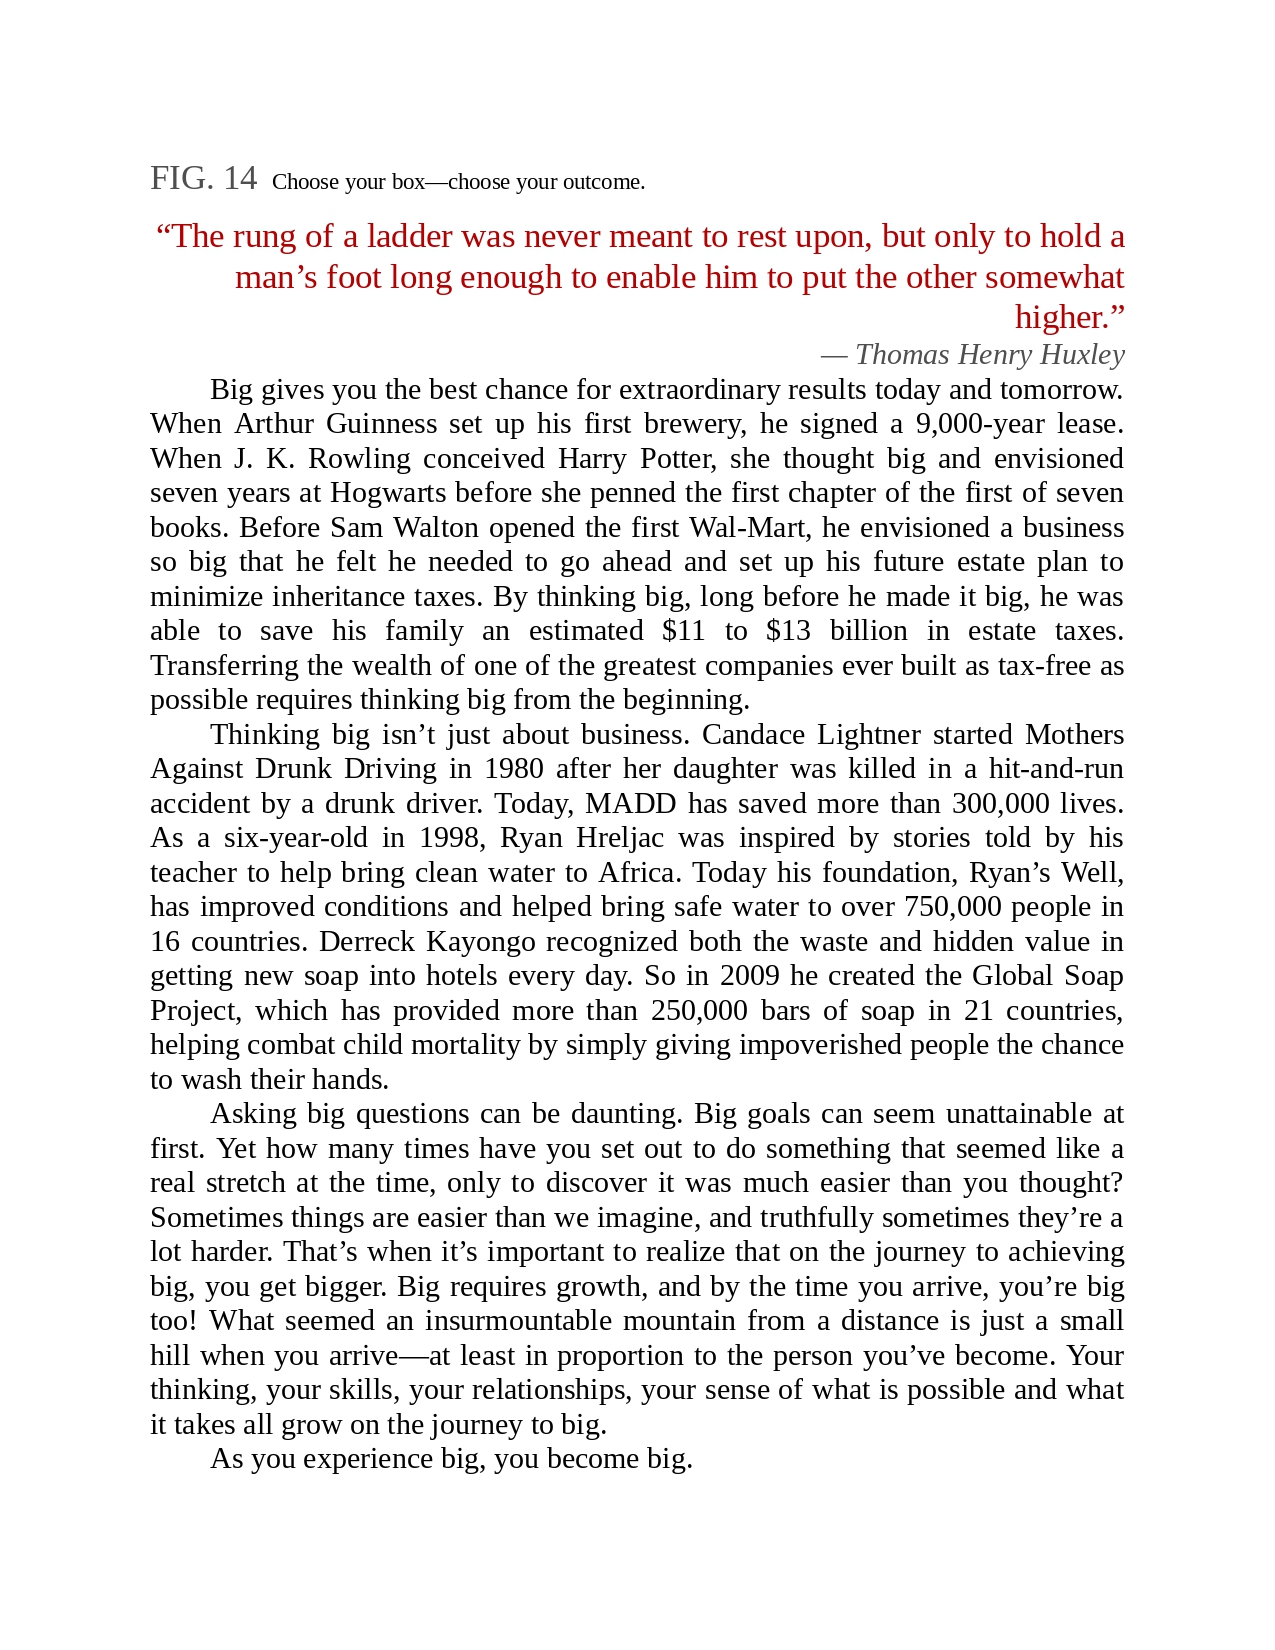 FIG. 14 Choose your box—choose your outcome.
“The rung of a ladder was never meant to rest upon, but only to hold a
man’s foot long enough to enable him to put the other somewhat
higher.”
— Thomas Henry Huxley
Big gives you the best chance for extraordinary results today and tomorrow.
When Arthur Guinness set up his first brewery, he signed a 9,000-year lease.
When J. K. Rowling conceived Harry Potter, she thought big and envisioned
seven years at Hogwarts before she penned the first chapter of the first of seven
books. Before Sam Walton opened the first Wal-Mart, he envisioned a business
so big that he felt he needed to go ahead and set up his future estate plan to
minimize inheritance taxes. By thinking big, long before he made it big, he was
able to save his family an estimated $11 to $13 billion in estate taxes.
Transferring the wealth of one of the greatest companies ever built as tax-free as
possible requires thinking big from the beginning.
Thinking big isn’t just about business. Candace Lightner started Mothers
Against Drunk Driving in 1980 after her daughter was killed in a hit-and-run
accident by a drunk driver. Today, MADD has saved more than 300,000 lives.
As a six-year-old in 1998, Ryan Hreljac was inspired by stories told by his
teacher to help bring clean water to Africa. Today his foundation, Ryan’s Well,
has improved conditions and helped bring safe water to over 750,000 people in
16 countries. Derreck Kayongo recognized both the waste and hidden value in
getting new soap into hotels every day. So in 2009 he created the Global Soap
Project, which has provided more than 250,000 bars of soap in 21 countries,
helping combat child mortality by simply giving impoverished people the chance
to wash their hands.
Asking big questions can be daunting. Big goals can seem unattainable at
first. Yet how many times have you set out to do something that seemed like a
real stretch at the time, only to discover it was much easier than you thought?
Sometimes things are easier than we imagine, and truthfully sometimes they’re a
lot harder. That’s when it’s important to realize that on the journey to achieving
big, you get bigger. Big requires growth, and by the time you arrive, you’re big
too! What seemed an insurmountable mountain from a distance is just a small
hill when you arrive—at least in proportion to the person you’ve become. Your
thinking, your skills, your relationships, your sense of what is possible and what
it takes all grow on the journey to big.
As you experience big, you become big.